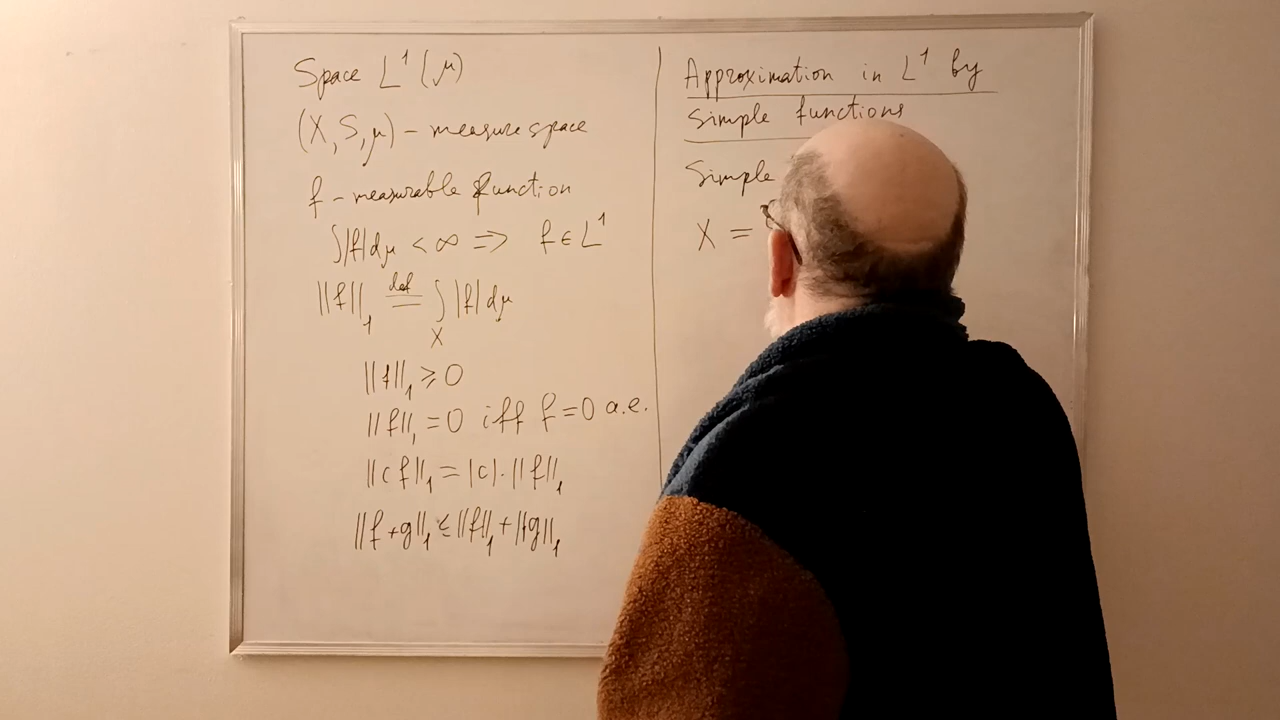 Space L¹(μ)
(X, S, μ) – measure space
f – measurable function
∫|f|dμ < ∞ ⇒ f ∈ L¹
||f||₁ def= ∫_X |f|dμ
||f||₁ ≥ 0
||f||₁ = 0 iff f = 0 a.e.
||cf||₁ = |c|·||f||₁
||f+g||₁ ≤ ||f||₁ + ||g||₁
Approximation in L¹ by
simple functions
Simple
X =